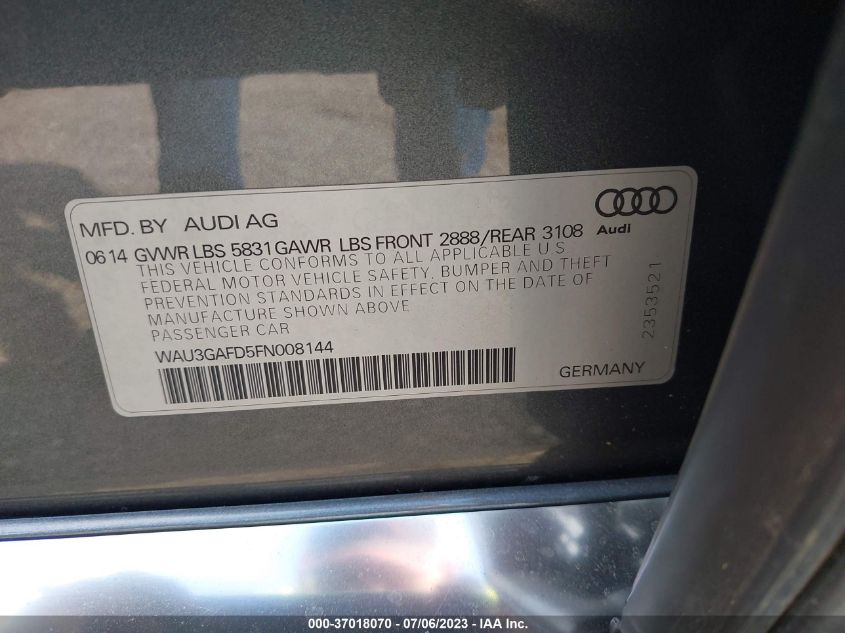 MFD. BY AUDI AG
06 14 GVWR LBS 5831 GAWR LBS FRONT 2888/REAR 3108
Audi
THIS VEHICLE CONFORMS TO ALL APPLICABLE U S
FEDERAL MOTOR VEHICLE SAFETY, BUMPER AND THEFT
PREVENTION STANDARDS IN EFFECT ON THE DATE OF
MANUFACTURE SHOWN ABOVE
PASSENGER CAR
2353521
WAU3GAFD5FN008144
GERMANY
000-37018070 - 07/06/2023 - IAA Inc.